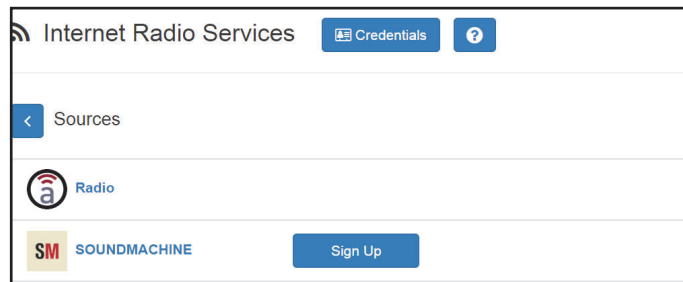 Internet Radio Services Credentials ?
< Sources
a Radio
SM SOUNDMACHINE Sign Up